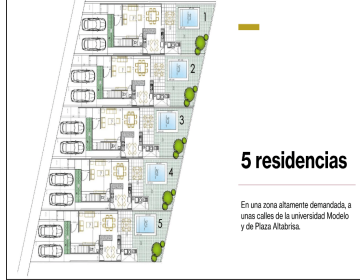 1
2
3
4
5
5 residencias
En una zona altamente demandada, a
unas calles de la universidad Modelo
y de Plaza Altabrisa.